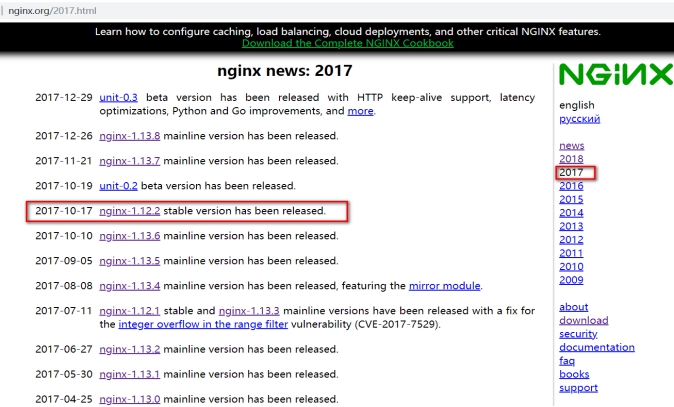 nginx.org/2017.html
Learn how to configure caching, load balancing, cloud deployments, and other critical NGINX features.
Download the Complete NGINX Cookbook
nginx news: 2017
2017-12-29 unit-0.3 beta version has been released with HTTP keep-alive support, latency
optimizations, Python and Go improvements, and more.
2017-12-26 nginx-1.13.8 mainline version has been released.
2017-11-21 nginx-1.13.7 mainline version has been released.
2017-10-19 unit-0.2 beta version has been released.
2017-10-17 nginx-1.12.2 stable version has been released.
2017-10-10 nginx-1.13.6 mainline version has been released.
2017-09-05 nginx-1.13.5 mainline version has been released.
2017-08-08 nginx-1.13.4 mainline version has been released, featuring the mirror module.
2017-07-11 nginx-1.12.1 stable and nginx-1.13.3 mainline versions have been released with a fix for
the integer overflow in the range filter vulnerability (CVE-2017-7529).
2017-06-27 nginx-1.13.2 mainline version has been released.
2017-05-30 nginx-1.13.1 mainline version has been released.
2017-04-25 nginx-1.13.0 mainline version has been released.
NGINX
english
русский
news
2018
2017
2016
2015
2014
2013
2012
2011
2010
2009
about
download
security
documentation
faq
books
support